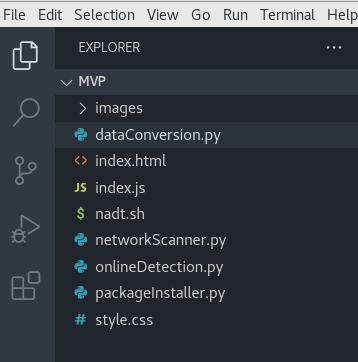 File Edit Selection View Go Run Terminal Help
EXPLORER
MVP
images
dataConversion.py
index.html
JS index.js
$ nadt.sh
networkScanner.py
onlineDetection.py
packageInstaller.py
# style.css